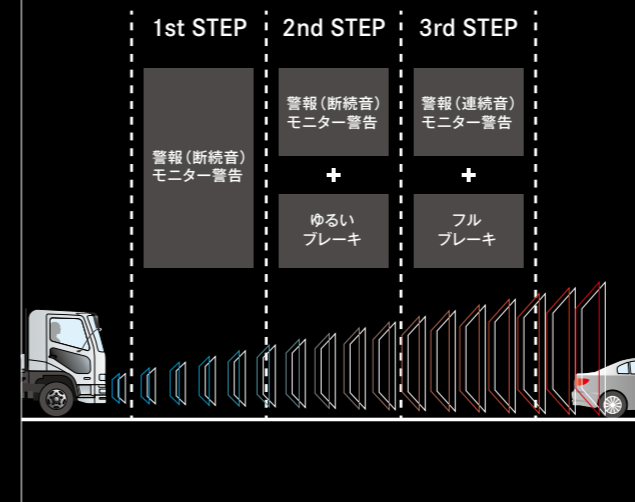 1st STEP
2nd STEP
3rd STEP
警報（断続音）
モニター警告
警報（断続音）
モニター警告
+
ゆるい
ブレーキ
警報（連続音）
モニター警告
+
フル
ブレーキ